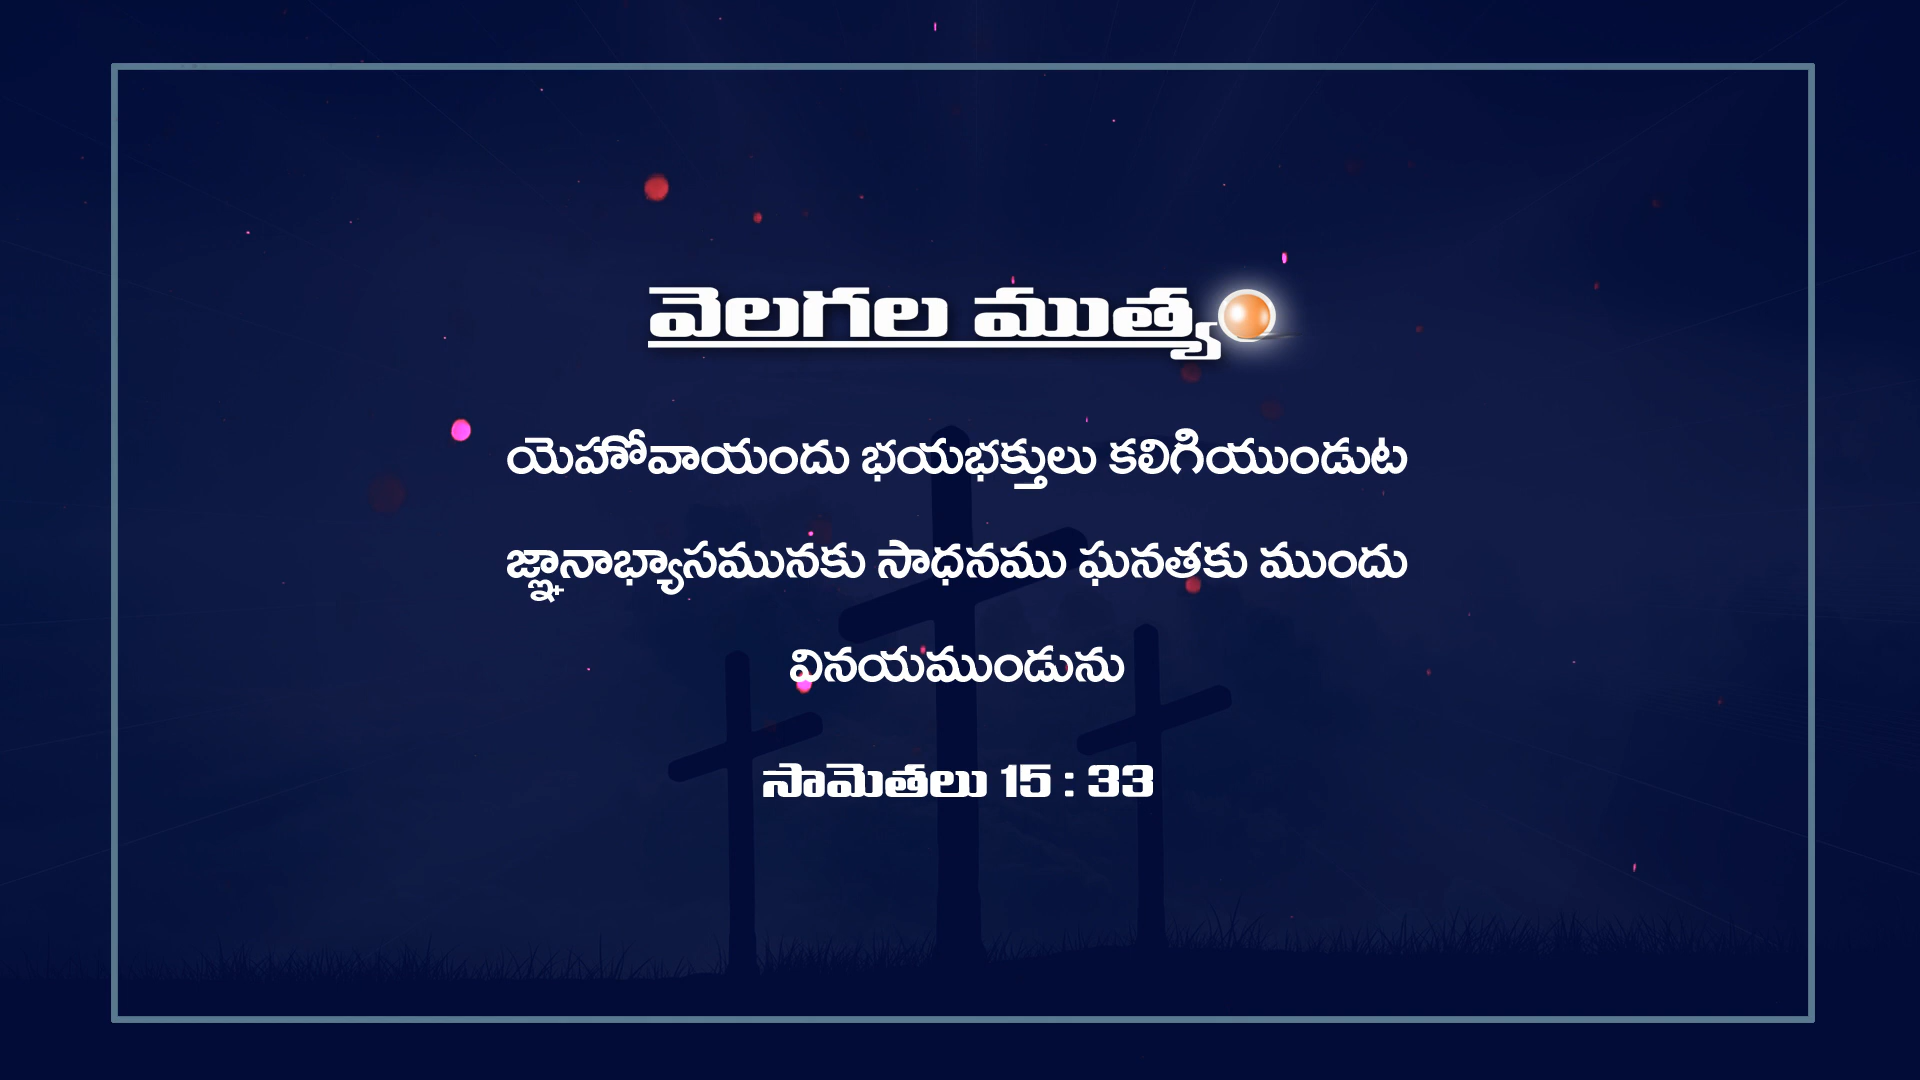 వెలగల ముత్యం
యెహోవాయందు భయభక్తులు కలిగియుండుట
జ్ఞానాభ్యాసమునకు సాధనము ఘనతకు ముందు
వినయముండును
సామెతలు 15 : 33